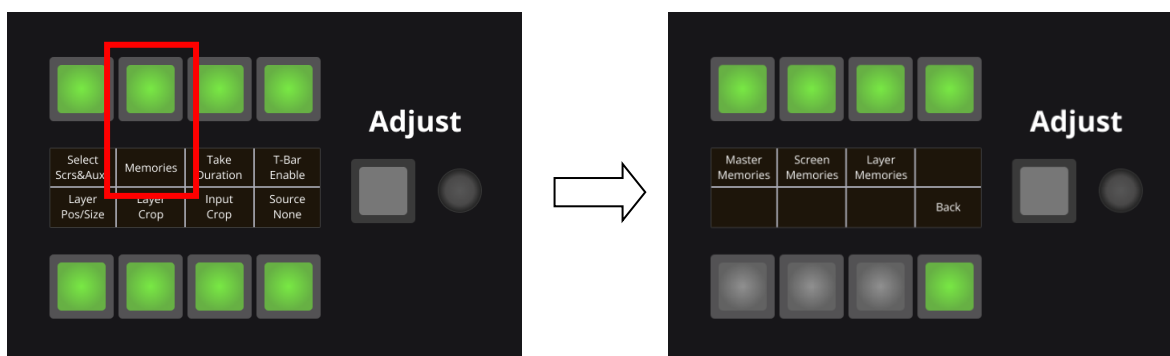 Adjust
Select
Scrs&Aux
Memories
Take
Duration
T-Bar
Enable
Layer
Pos/Size
Layer
Crop
Input
Crop
Source
None
Adjust
Master
Memories
Screen
Memories
Layer
Memories
Back